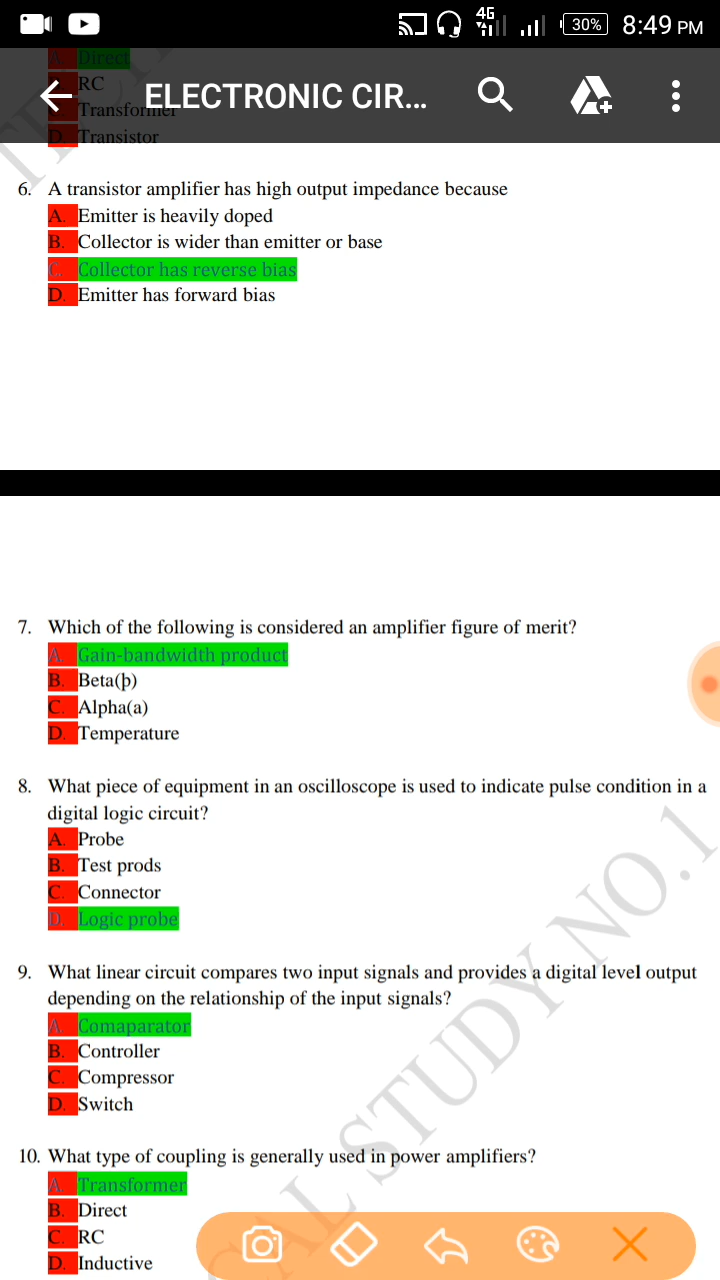 4G
30% 8:49 PM
A. Direct
RC
ELECTRONIC CIR...
C. Transformer
D. Transistor
6. A transistor amplifier has high output impedance because
A. Emitter is heavily doped
B. Collector is wider than emitter or base
C. Collector has reverse bias
D. Emitter has forward bias
7. Which of the following is considered an amplifier figure of merit?
A. Gain-bandwidth product
B. Beta(þ)
C. Alpha(a)
D. Temperature
8. What piece of equipment in an oscilloscope is used to indicate pulse condition in a
digital logic circuit?
A. Probe
B. Test prods
C. Connector
D. Logic probe
9. What linear circuit compares two input signals and provides a digital level output
depending on the relationship of the input signals?
A. Comaparator
B. Controller
C. Compressor
D. Switch
10. What type of coupling is generally used in power amplifiers?
A. Transformer
B. Direct
C. RC
D. Inductive
STUDY NO.1